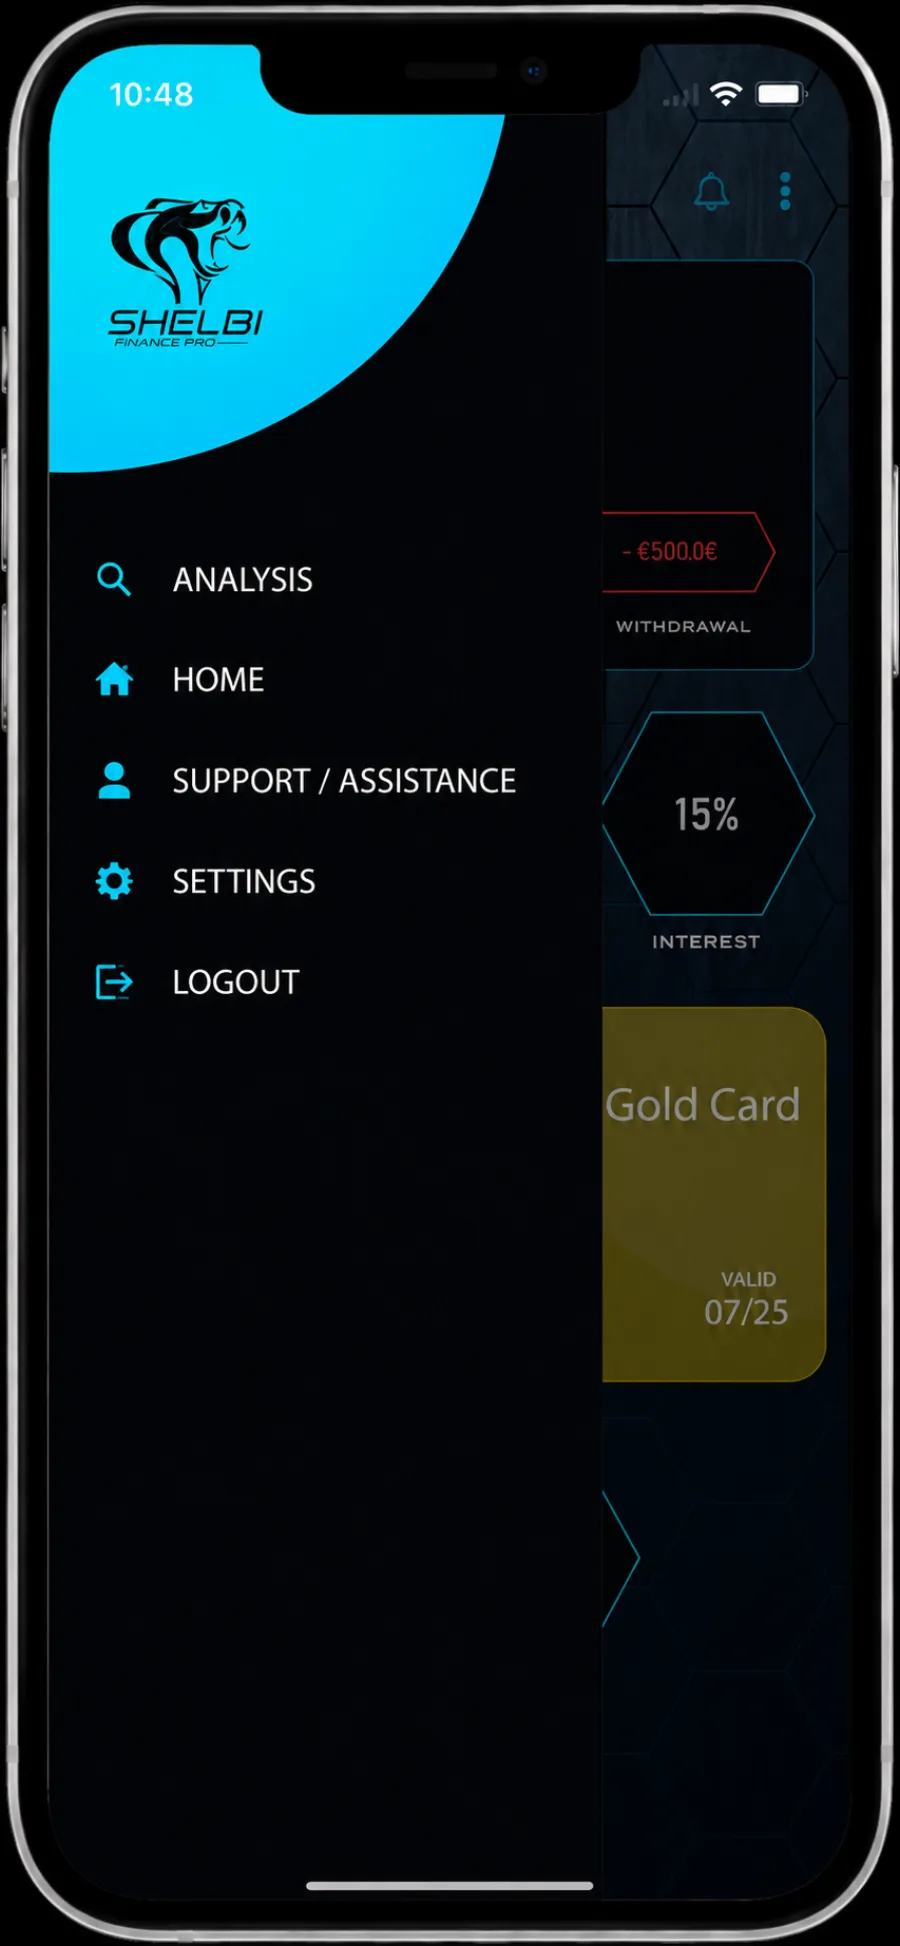 10:48
SHELBI
FINANCE PRO
ANALYSIS
HOME
SUPPORT / ASSISTANCE
SETTINGS
LOGOUT
- €500.0€
WITHDRAWAL
15%
INTEREST
Gold Card
VALID
07/25